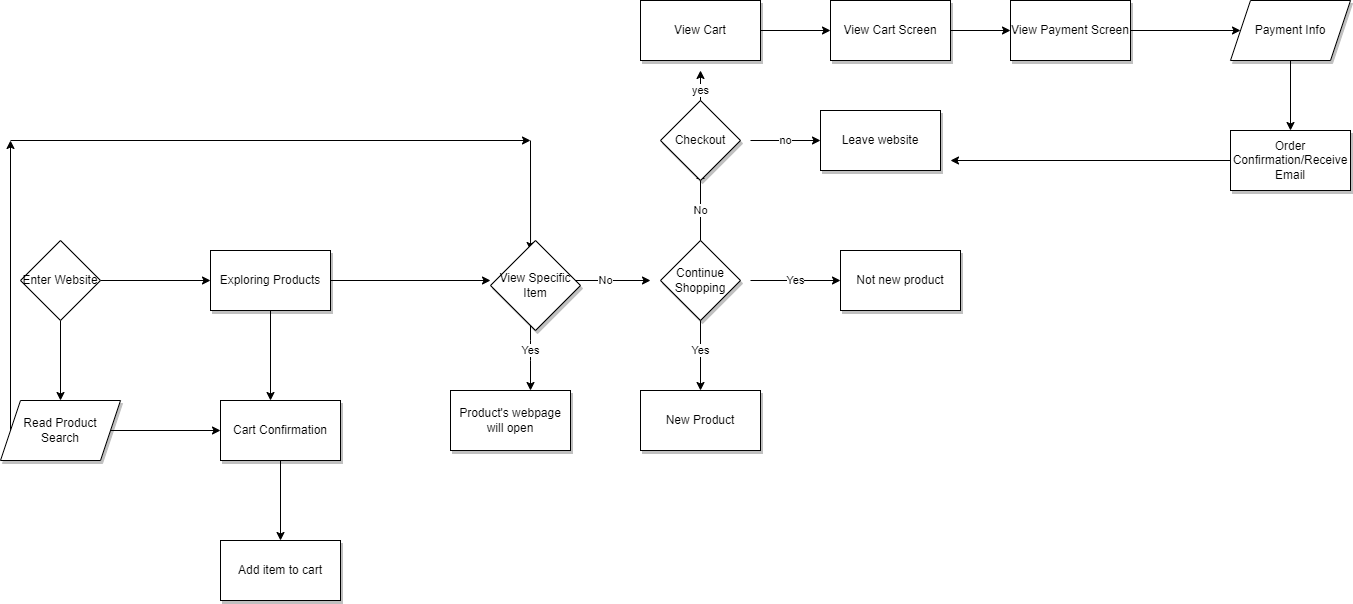 View Cart
View Cart Screen
View Payment Screen
Payment Info
yes
Checkout
no
Leave website
Order
Confirmation/Receive
Email
No
Enter Website
Exploring Products
View Specific
Item
No
Continue
Shopping
Yes
Not new product
Yes
Yes
Read Product
Search
Cart Confirmation
Product's webpage
will open
New Product
Add item to cart